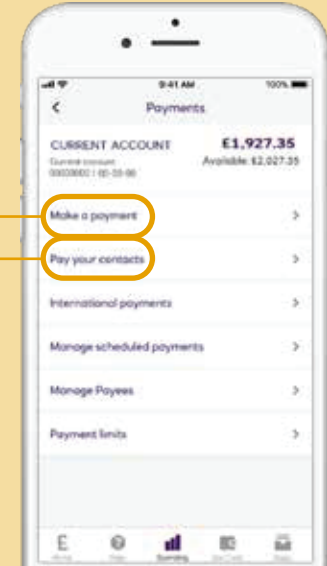 9:41 AM 100%
Payments
CURRENT ACCOUNT £1,927.35
Current account Available: £2,027.35
Make a payment
Pay your contacts
International payments
Manage scheduled payments
Manage Payees
Payment limits
Spending